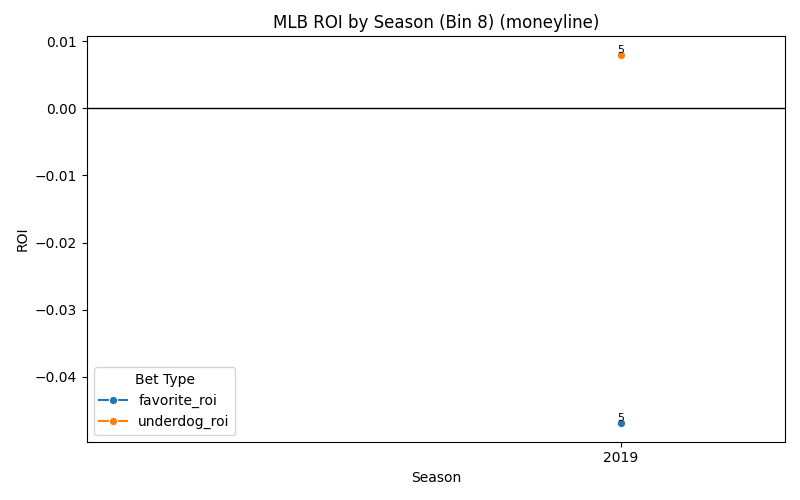 MLB ROI by Season (Bin 8) (moneyline)
0.01
0.00
−0.01
−0.02
−0.03
−0.04
ROI
5
5
Bet Type
favorite_roi
underdog_roi
2019
Season